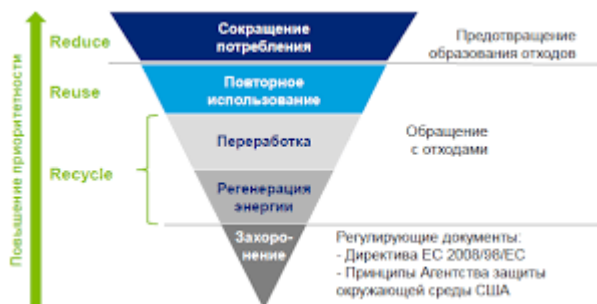 Повышение приоритетности
Reduce
Сокращение
потребления
Предотвращение
образования отходов
Reuse
Повторное
использование
Recycle
Переработка
Обращение
с отходами
Регенерация
энергии
Захоро-
нение
Регулирующие документы:
- Директива ЕС 2008/98/ЕС
- Принципы Агентства защиты
окружающей среды США